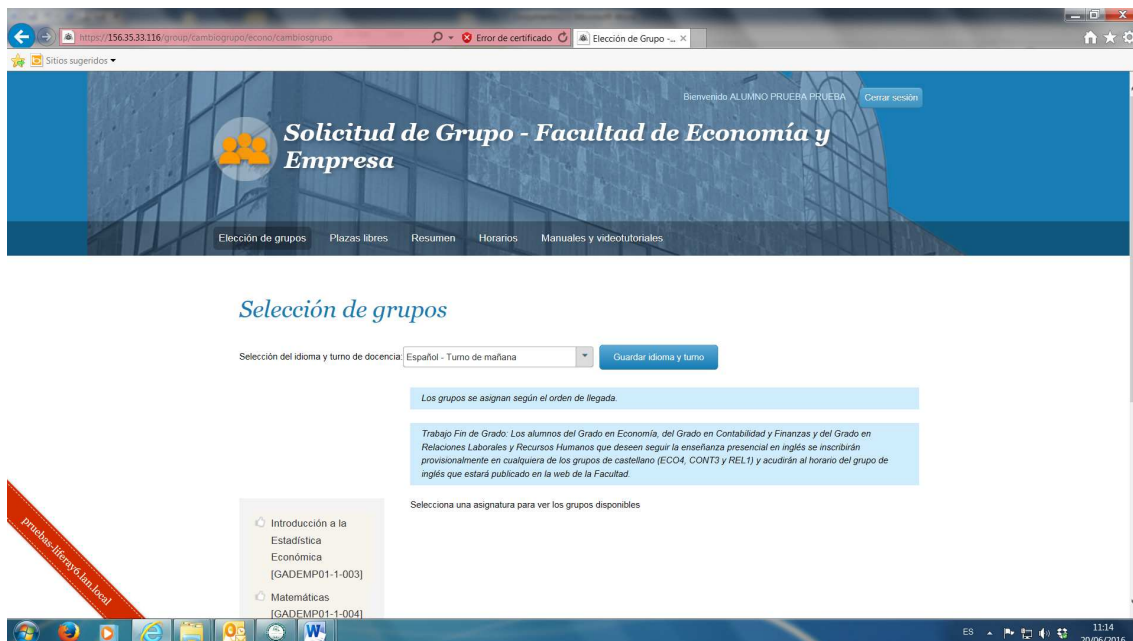 https://156.35.33.116/group/cambiogrupo/econo/cambiosgrupo
Error de certificado
Elección de Grupo -...
Sitios sugeridos
Bienvenido ALUMNO PRUEBA PRUEBA
Cerrar sesión
Solicitud de Grupo - Facultad de Economía y
Empresa
Elección de grupos
Plazas libres
Resumen
Horarios
Manuales y videotutoriales
Selección de grupos
Selección del idioma y turno de docencia:
Español - Turno de mañana
Guardar idioma y turno
Los grupos se asignan según el orden de llegada.
Trabajo Fin de Grado: Los alumnos del Grado en Economía, del Grado en Contabilidad y Finanzas y del Grado en
Relaciones Laborales y Recursos Humanos que deseen seguir la enseñanza presencial en inglés se inscribirán
provisionalmente en cualquiera de los grupos de castellano (ECO4, CONT3 y REL1) y acudirán al horario del grupo de
inglés que estará publicado en la web de la Facultad.
Selecciona una asignatura para ver los grupos disponibles
Introducción a la
Estadística
Económica
[GADEMP01-1-003]
Matemáticas
[GADEMP01-1-004]
pruebas-liferay6.lan.local
ES
11:14
20/06/2016